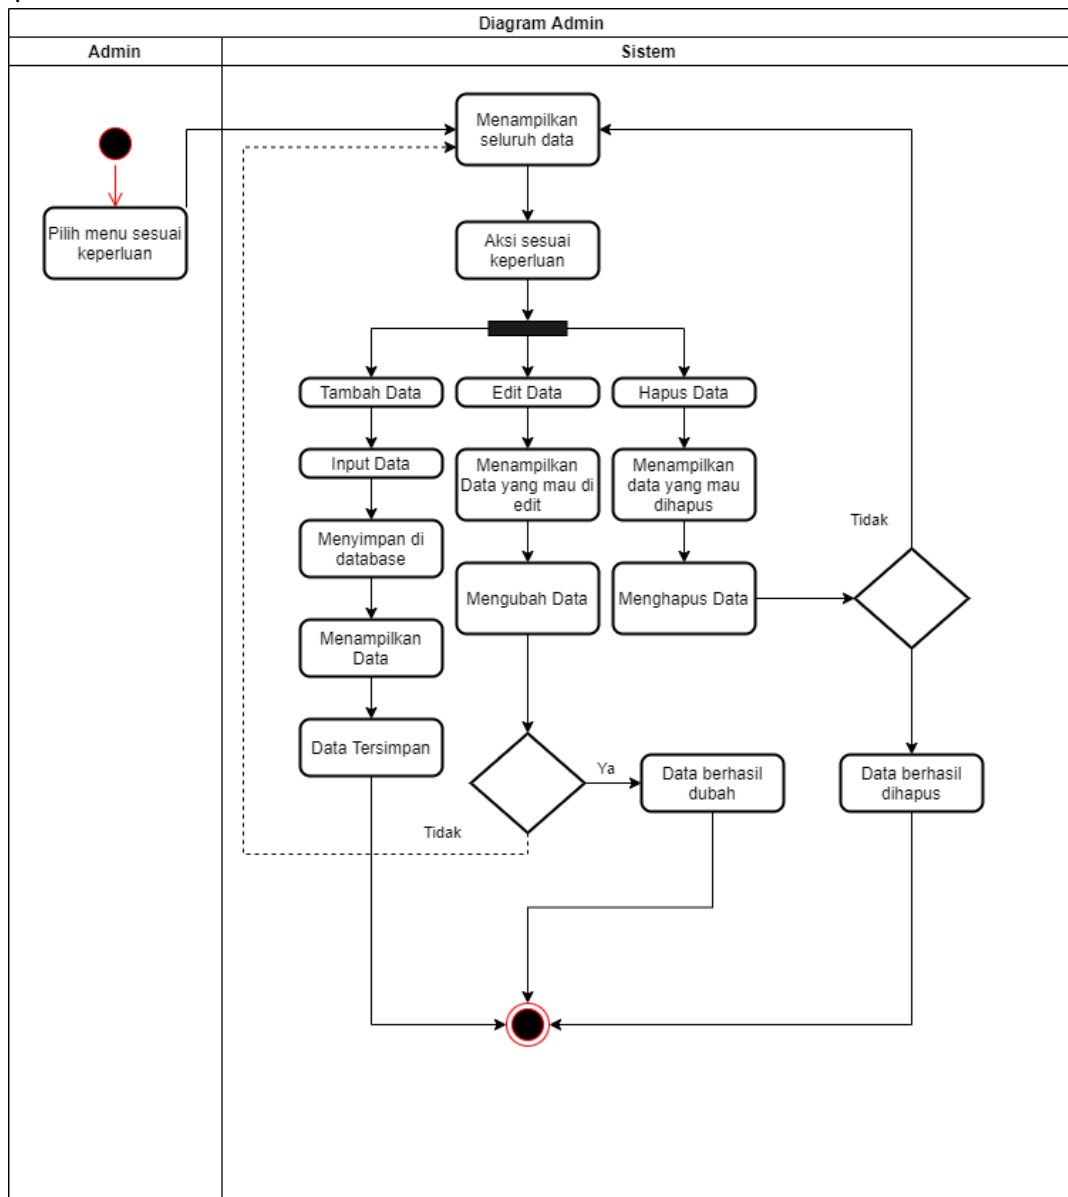 Diagram Admin
Admin
Sistem
Menampilkan
seluruh data
Pilih menu sesuai
keperluan
Aksi sesuai
keperluan
Tambah Data
Edit Data
Hapus Data
Input Data
Menampilkan
Data yang mau di
edit
Menampilkan
data yang mau
dihapus
Tidak
Menyimpan di
database
Mengubah Data
Menghapus Data
Menampilkan
Data
Data Tersimpan
Ya
Data berhasil
dubah
Data berhasil
dihapus
Tidak